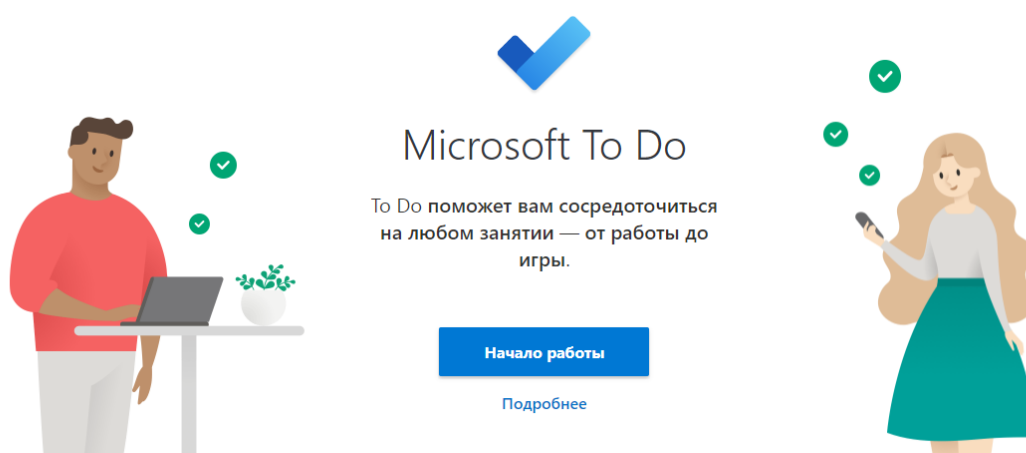 Microsoft To Do
To Do поможет вам сосредоточиться
на любом занятии — от работы до
игры.
Начало работы
Подробнее